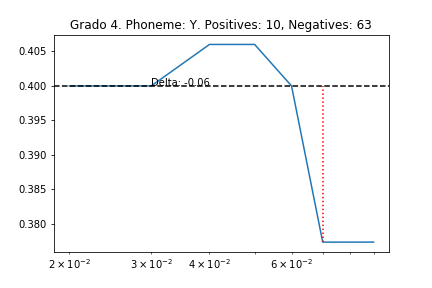 Grado 4. Phoneme: Y. Positives: 10, Negatives: 63
0.405
0.400
Delta: -0.06
0.395
0.390
0.385
0.380
2 × 10⁻² 3 × 10⁻² 4 × 10⁻² 6 × 10⁻²